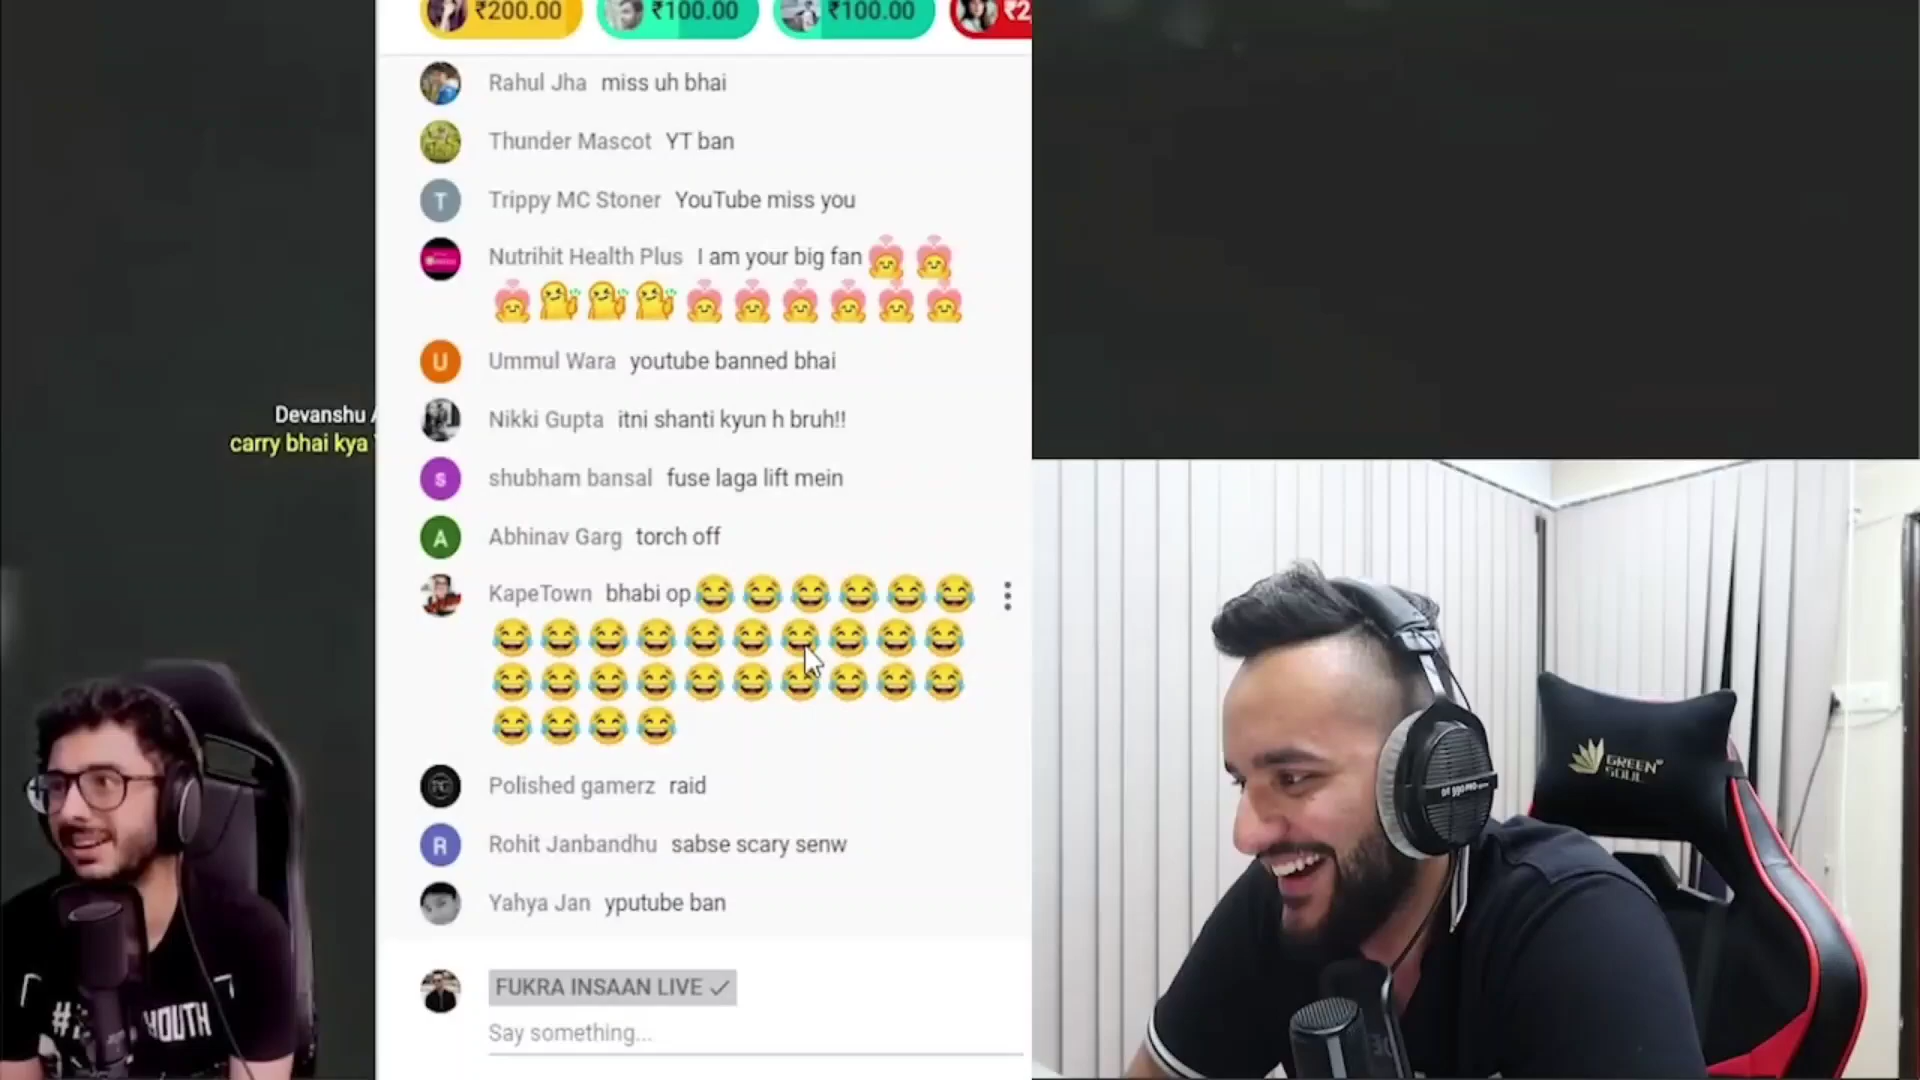 ₹200.00
₹100.00
₹100.00
Rahul Jha miss uh bhai
Thunder Mascot YT ban
T Trippy MC Stoner YouTube miss you
Nutrihit Health Plus I am your big fan
U Ummul Wara youtube banned bhai
Devanshu
carry bhai kya
Nikki Gupta itni shanti kyun h bruh!!
s shubham bansal fuse laga lift mein
A Abhinav Garg torch off
KapeTown bhabi op
Polished gamerz raid
R Rohit Janbandhu sabse scary senw
Yahya Jan yputube ban
FUKRA INSAAN LIVE
Say something...
GREEN
SOUL
YOUTH